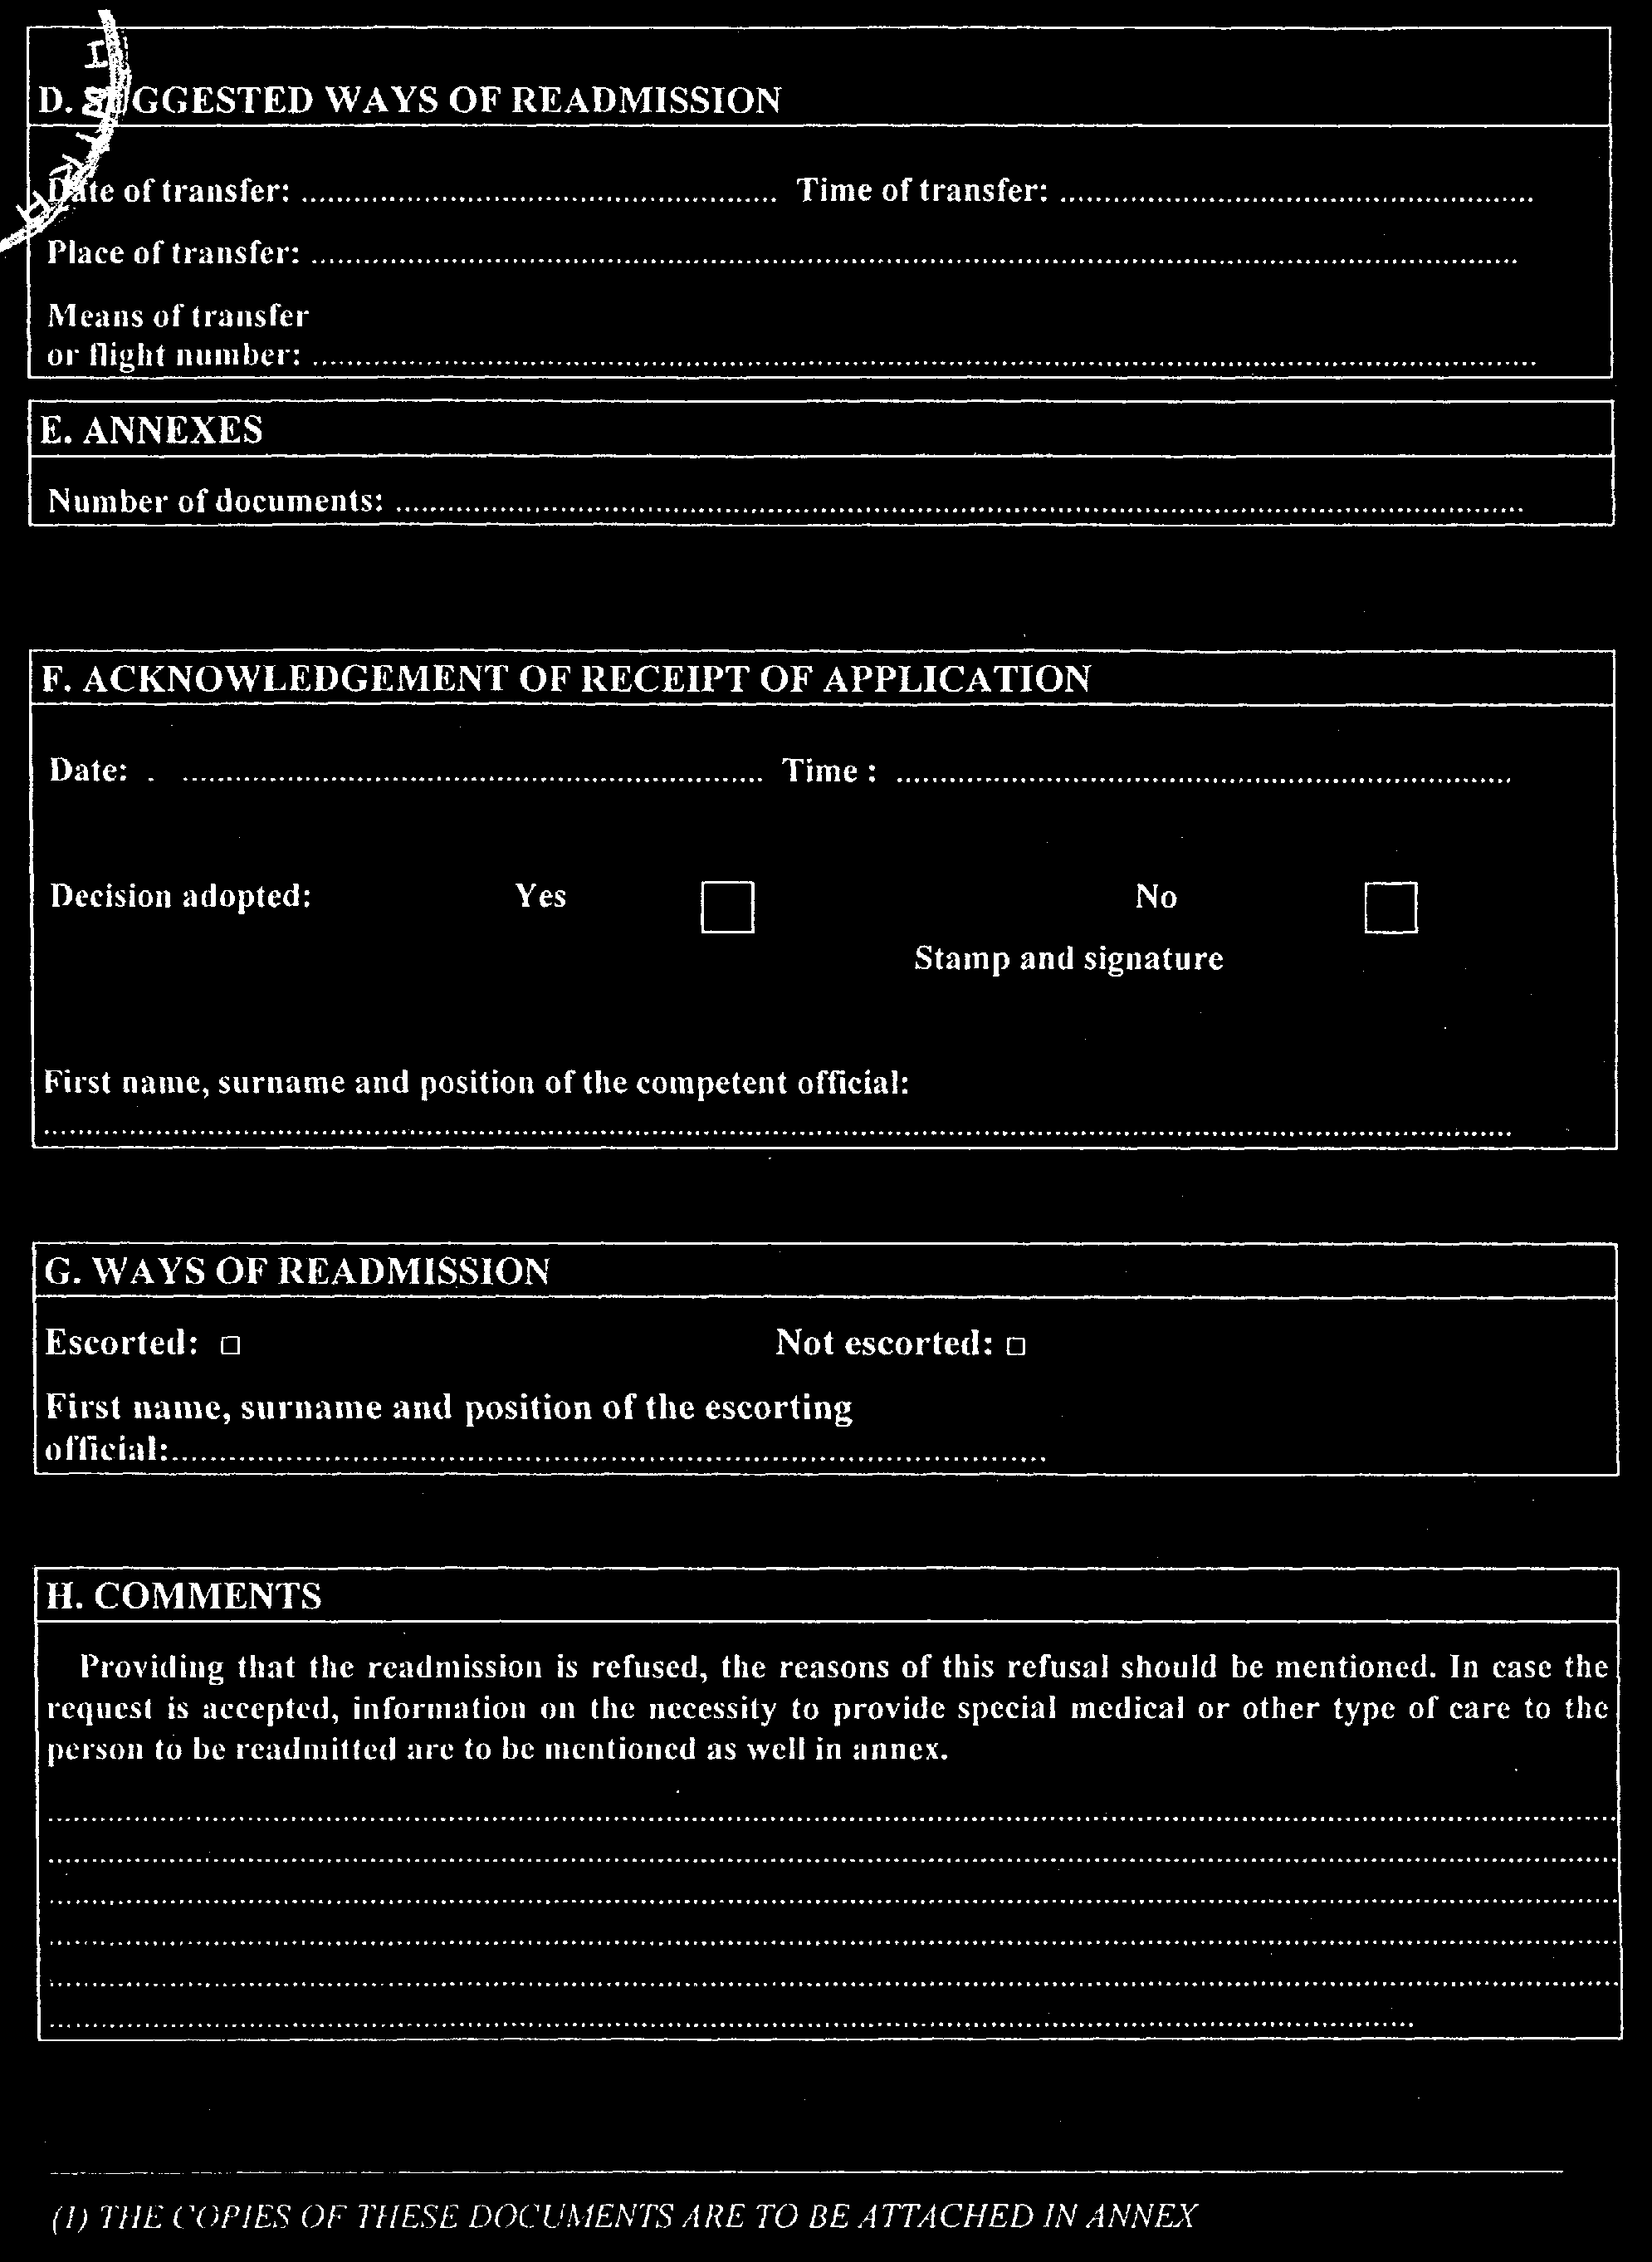 D. SUGGESTED WAYS OF READMISSION
Date of transfer: ........................................ Time of transfer: ........................................
Place of transfer: ........................................
Means of transfer
or flight number: ........................................
E. ANNEXES
Number of documents: ........................................
F. ACKNOWLEDGEMENT OF RECEIPT OF APPLICATION
Date: . ........................................ Time : ........................................
Decision adopted: Yes □ No □
Stamp and signature
First name, surname and position of the competent official:
........................................
G. WAYS OF READMISSION
Escorted: □ Not escorted: □
First name, surname and position of the escorting
official:........................................
H. COMMENTS
Providing that the readmission is refused, the reasons of this refusal should be mentioned. In case the
request is accepted, information on the necessity to provide special medical or other type of care to the
person to be readmitted are to be mentioned as well in annex.
........................................
........................................
........................................
........................................
........................................
........................................
(1) THE COPIES OF THESE DOCUMENTS ARE TO BE ATTACHED IN ANNEX